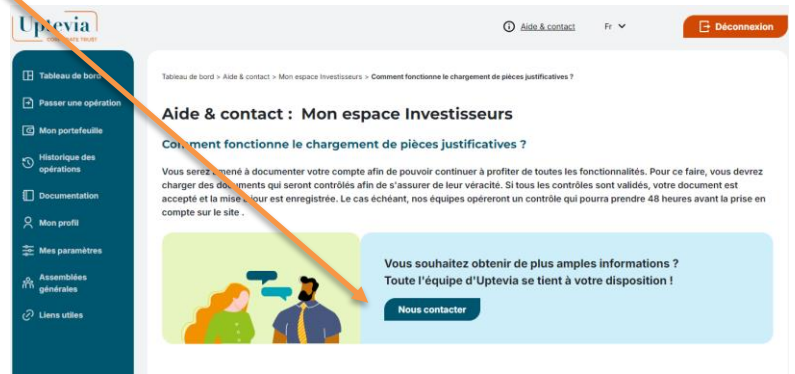 Uptevia
Aide & contact
Fr
Déconnexion
Tableau de bord
Passer une opération
Mon portefeuille
Historique des
opérations
Documentation
Mon profil
Mes paramètres
Assemblées
générales
Liens utiles
Tableau de bord > Aide & contact > Mon espace Investisseurs > Comment fonctionne le chargement de pièces justificatives ?
Aide & contact : Mon espace Investisseur
Comment fonctionne le chargement de pièces justificatives ?
Vous serez amené à documenter votre compte afin de pouvoir continuer à profiter de toutes les fonctionnalités. Pour ce faire, vous devrez
charger des documents qui seront contrôlés afin de s'assurer de leur véracité. Si tous les contrôles sont validés, votre document est
accepté et la mise à jour est enregistrée. Le cas échéant, nos équipes opéreront un contrôle qui pourra prendre 48 heures avant la prise en
compte sur le site .
Vous souhaitez obtenir de plus amples informations ?
Toute l'équipe d'Uptevia se tient à votre disposition !
Nous contacter